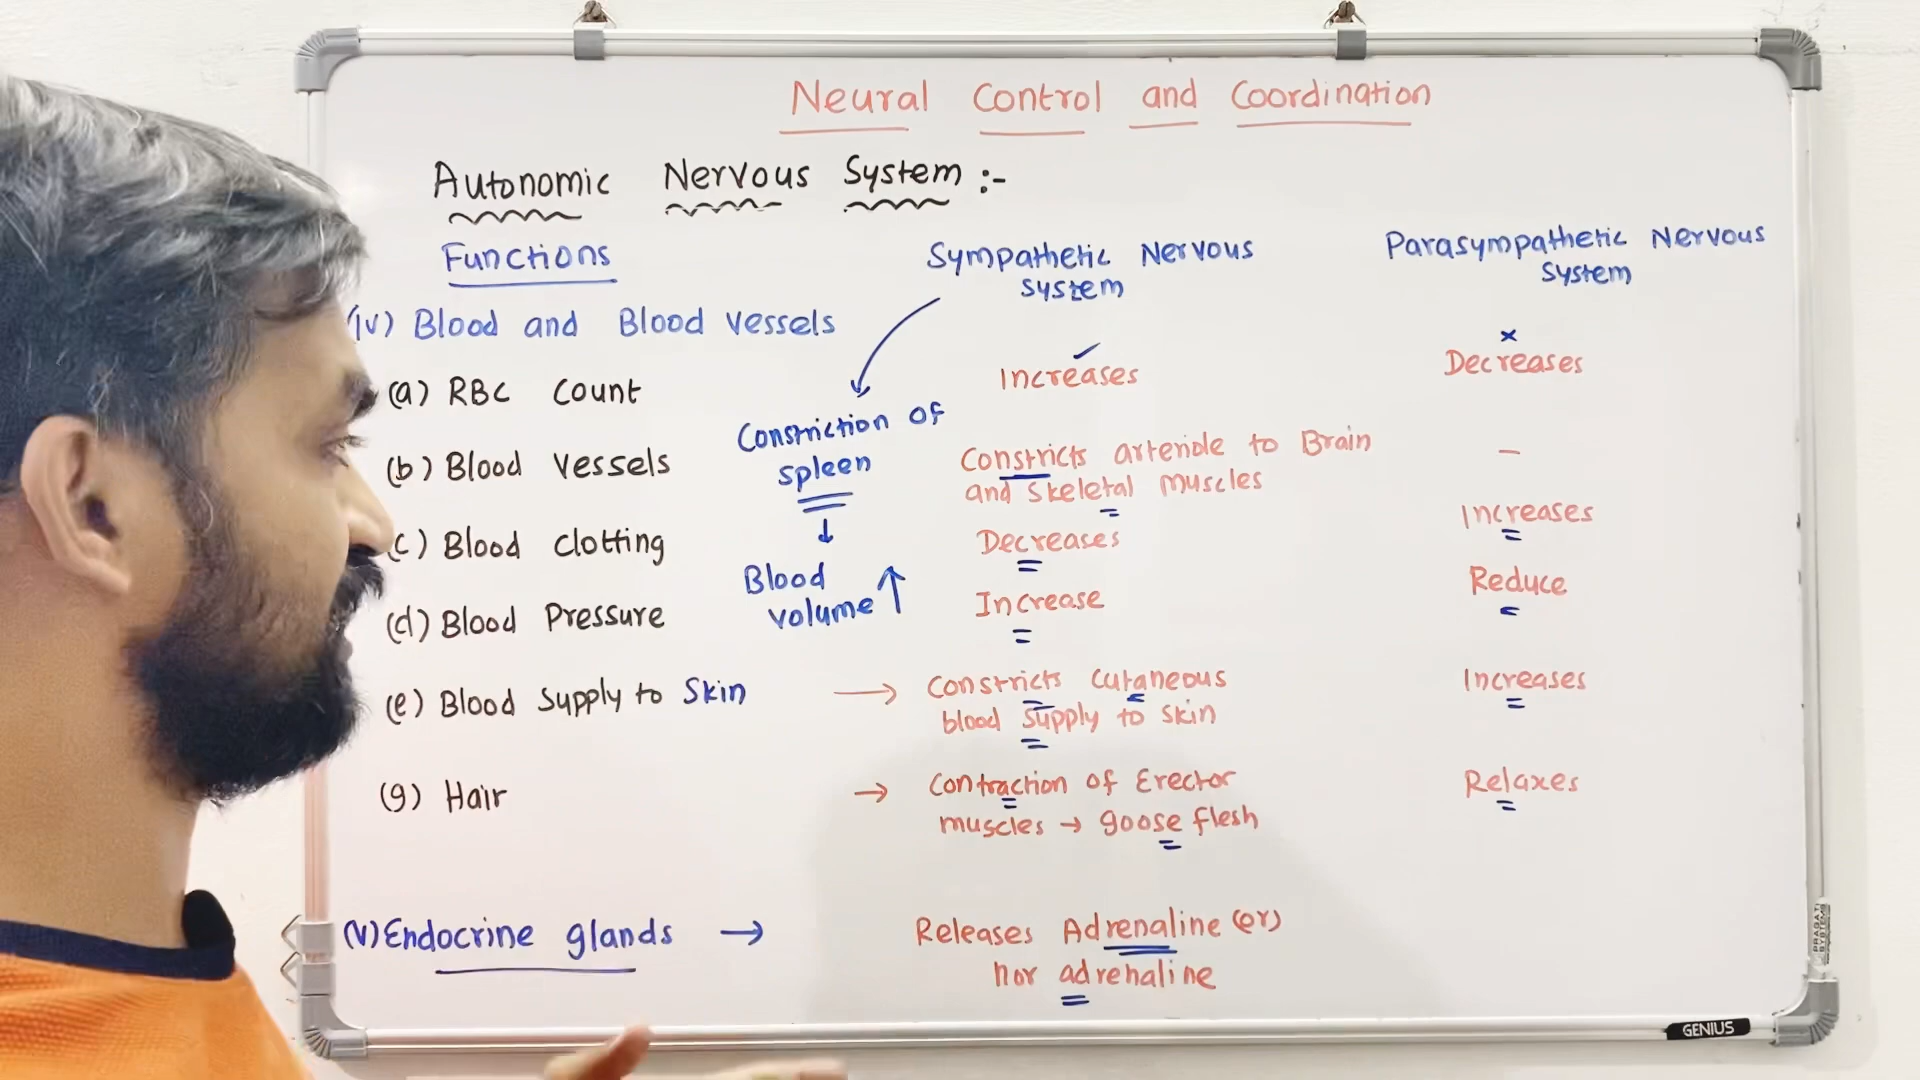 Neural Control and Coordination
Autonomic Nervous System :-
Functions
Sympathetic Nervous
System
Parasympathetic Nervous
System
(iv) Blood and Blood vessels
(a) RBC Count
Increases
✓
×
Decreases
Constriction of
spleen
↓
Blood
volume ↑
(b) Blood Vessels
Constricts arteriole to Brain
and skeletal muscles
-
(c) Blood clotting
Decreases
Increases
(d) Blood Pressure
Increase
Reduce
(e) Blood Supply to Skin
→ Constricts cutaneous
blood supply to skin
Increases
(g) Hair
→ Contraction of Erector
muscles → goose flesh
Relaxes
(v) Endocrine glands →
Releases Adrenaline (or)
nor adrenaline
PRAGATI
SYSTEMS
GENIUS